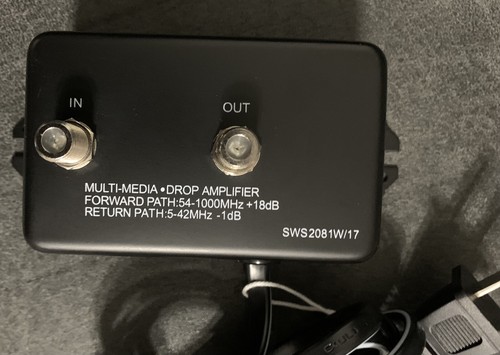 IN
OUT
MULTI-MEDIA •DROP AMPLIFIER
FORWARD PATH:54-1000MHz +18dB
RETURN PATH:5-42MHz -1dB
SWS2081W/17